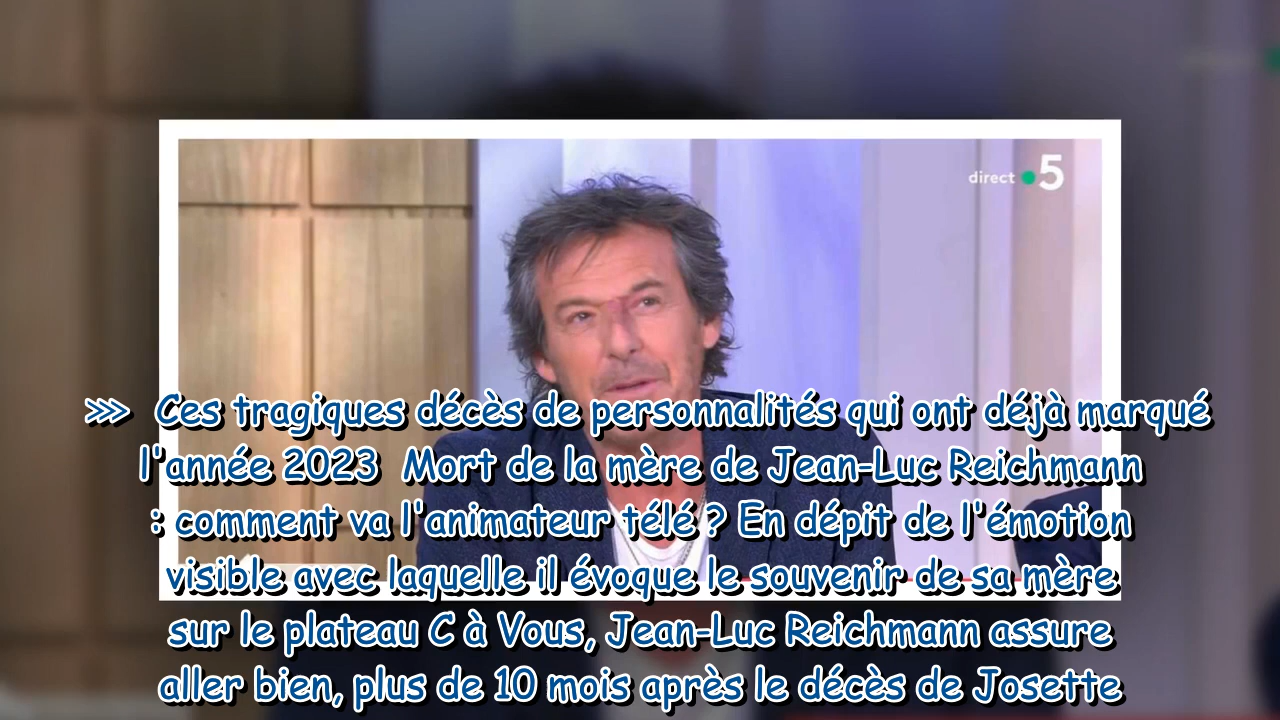 direct 5
>>> Ces tragiques décès de personnalités qui ont déjà marqué
l'année 2023 Mort de la mère de Jean-Luc Reichmann
: comment va l'animateur télé ? En dépit de l'émotion
visible avec laquelle il évoque le souvenir de sa mère
sur le plateau C à Vous, Jean-Luc Reichmann assure
aller bien, plus de 10 mois après le décès de Josette